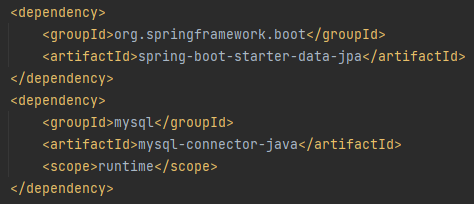 <dependency>
    <groupId>org.springframework.boot</groupId>
    <artifactId>spring-boot-starter-data-jpa</artifactId>
</dependency>
<dependency>
    <groupId>mysql</groupId>
    <artifactId>mysql-connector-java</artifactId>
    <scope>runtime</scope>
</dependency>